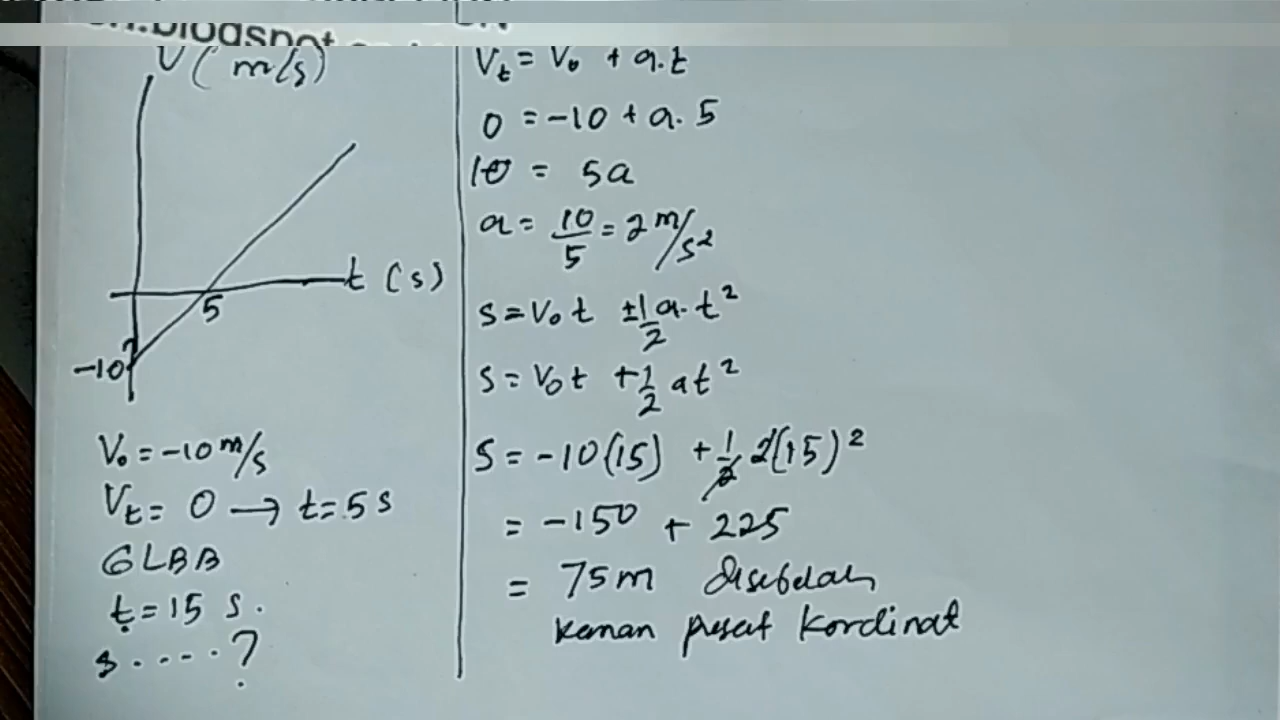 V (m/s)
t (s)
5
-10
V₀ = -10 m/s
Vt = 0 → t = 5 s
GLBB
t = 15 s.
s ....?
Vt = V₀ + a.t
0 = -10 + a. 5
10 = 5a
a = 10/5 = 2 m/s²
s = V₀ t ± 1/2 a. t²
s = V₀ t + 1/2 at²
S = -10(15) + 1/2 2(15)²
= -150 + 225
= 75 m disebelah
kanan pusat kordinat